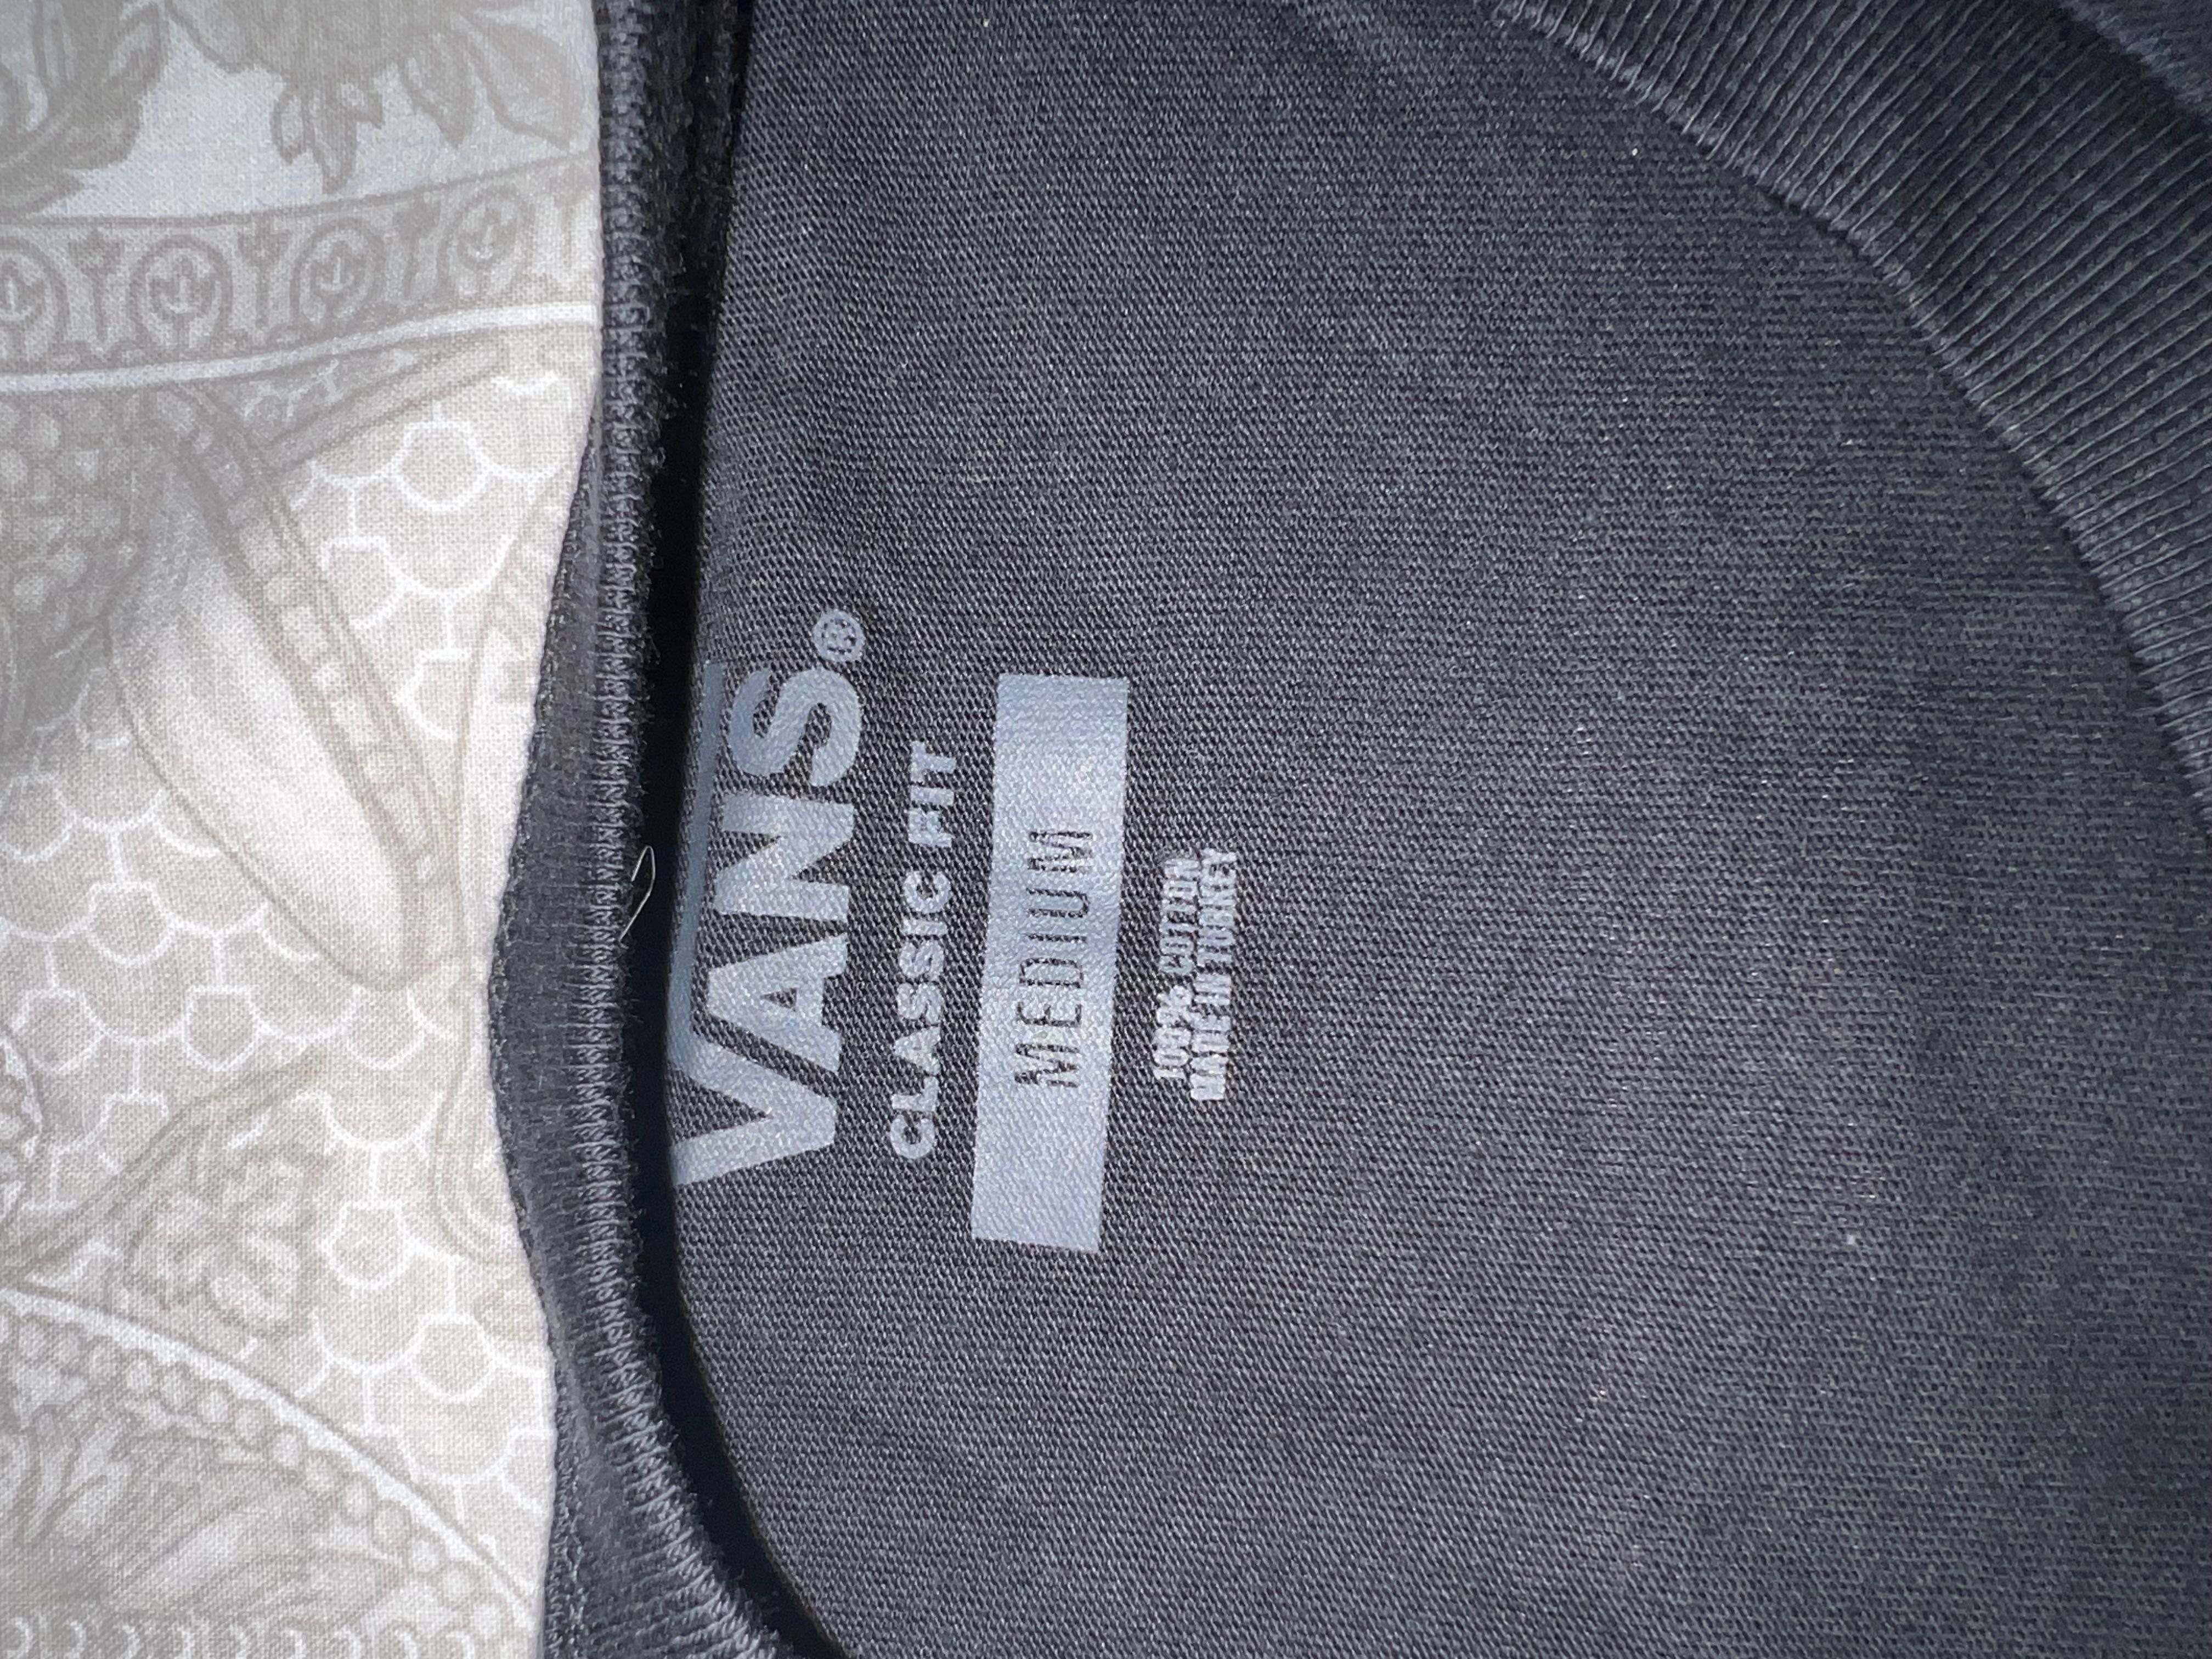 VANS®
CLASSIC FIT
MEDIUM
100% COTTON
MADE IN TURKEY